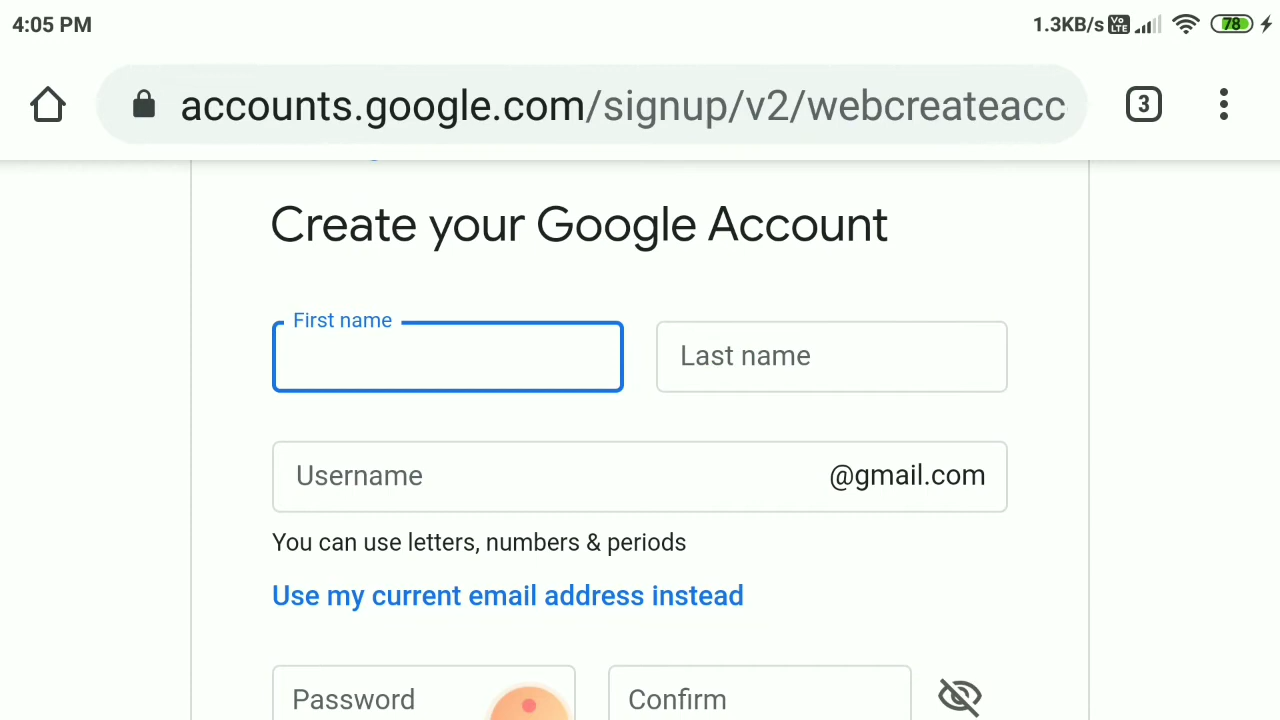 4:05 PM 1.3KB/s Vo LTE 78
accounts.google.com/signup/v2/webcreateacc 3
Create your Google Account
First name
Last name
Username @gmail.com
You can use letters, numbers & periods
Use my current email address instead
Password Confirm